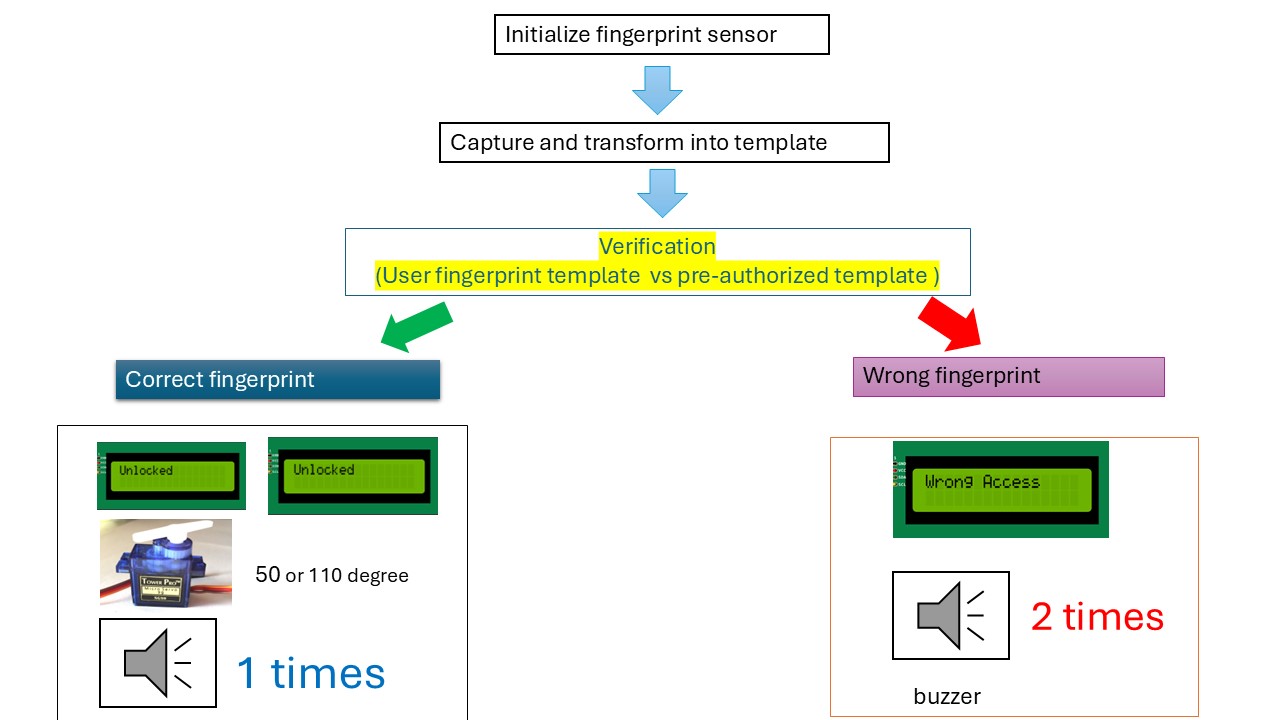 Initialize fingerprint sensor
Capture and transform into template
Verification
(User fingerprint template  vs pre-authorized template )
Correct fingerprint
Wrong fingerprint
Unlocked
Unlocked
Wrong Access
Tower Pro
50 or 110 degree
1 times
2 times
buzzer